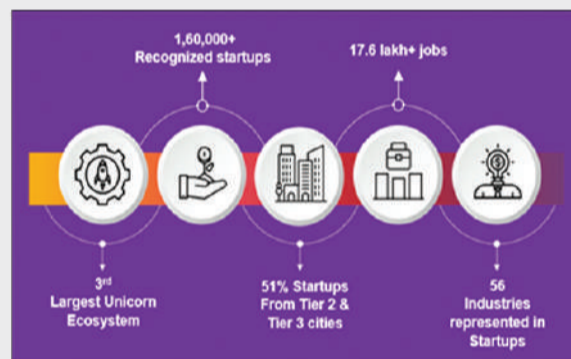 1,60,000+
Recognized startups
17.6 lakh+ jobs
3rd
Largest Unicorn
Ecosystem
51% Startups
From Tier 2 &
Tier 3 cities
56
Industries
represented in
Startups